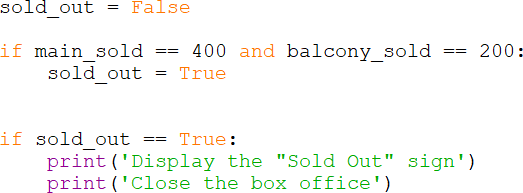 sold_out = False
if main_sold == 400 and balcony_sold == 200:
    sold_out = True
if sold_out == True:
    print('Display the "Sold Out" sign')
    print('Close the box office')